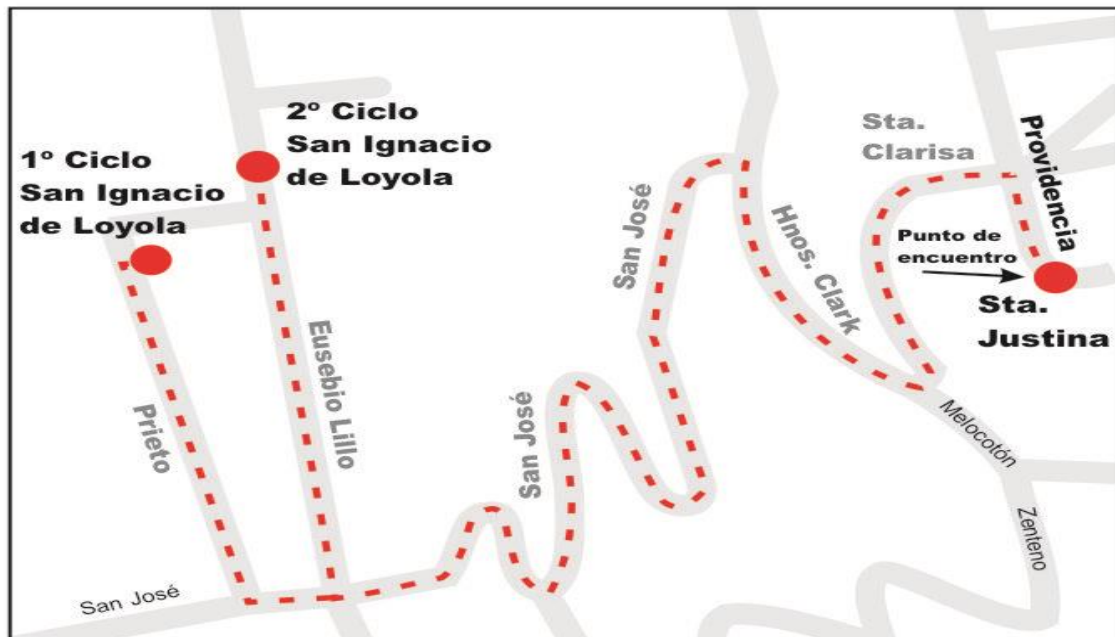 1º Ciclo
San Ignacio
de Loyola
2º Ciclo
San Ignacio
de Loyola
Sta.
Clarisa
Providencia
Punto de
encuentro
Sta.
Justina
San José
Hnos. Clark
Eusebio Lillo
Prieto
San José
Melocotón
Zenteno
San José